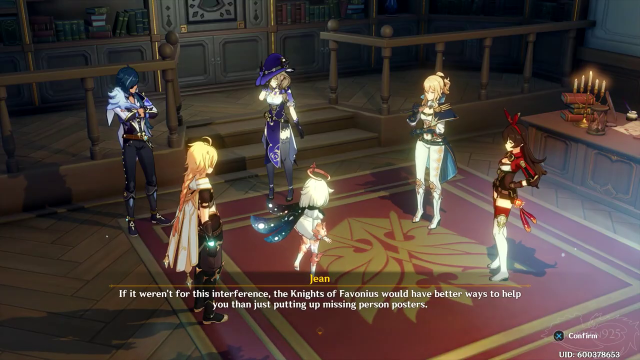 Jean
If it weren't for this interference, the Knights of Favonius would have better ways to help
you than just putting up missing person posters.
Confirm
UID: 600378653